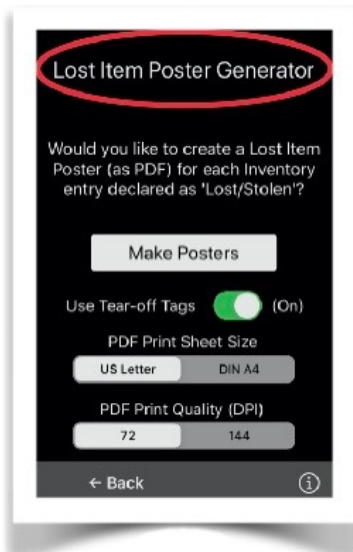 Lost Item Poster Generator
Would you like to create a Lost Item
Poster (as PDF) for each Inventory
entry declared as 'Lost/Stolen'?
Make Posters
Use Tear-off Tags (On)
PDF Print Sheet Size
US Letter DIN A4
PDF Print Quality (DPI)
72 144
← Back